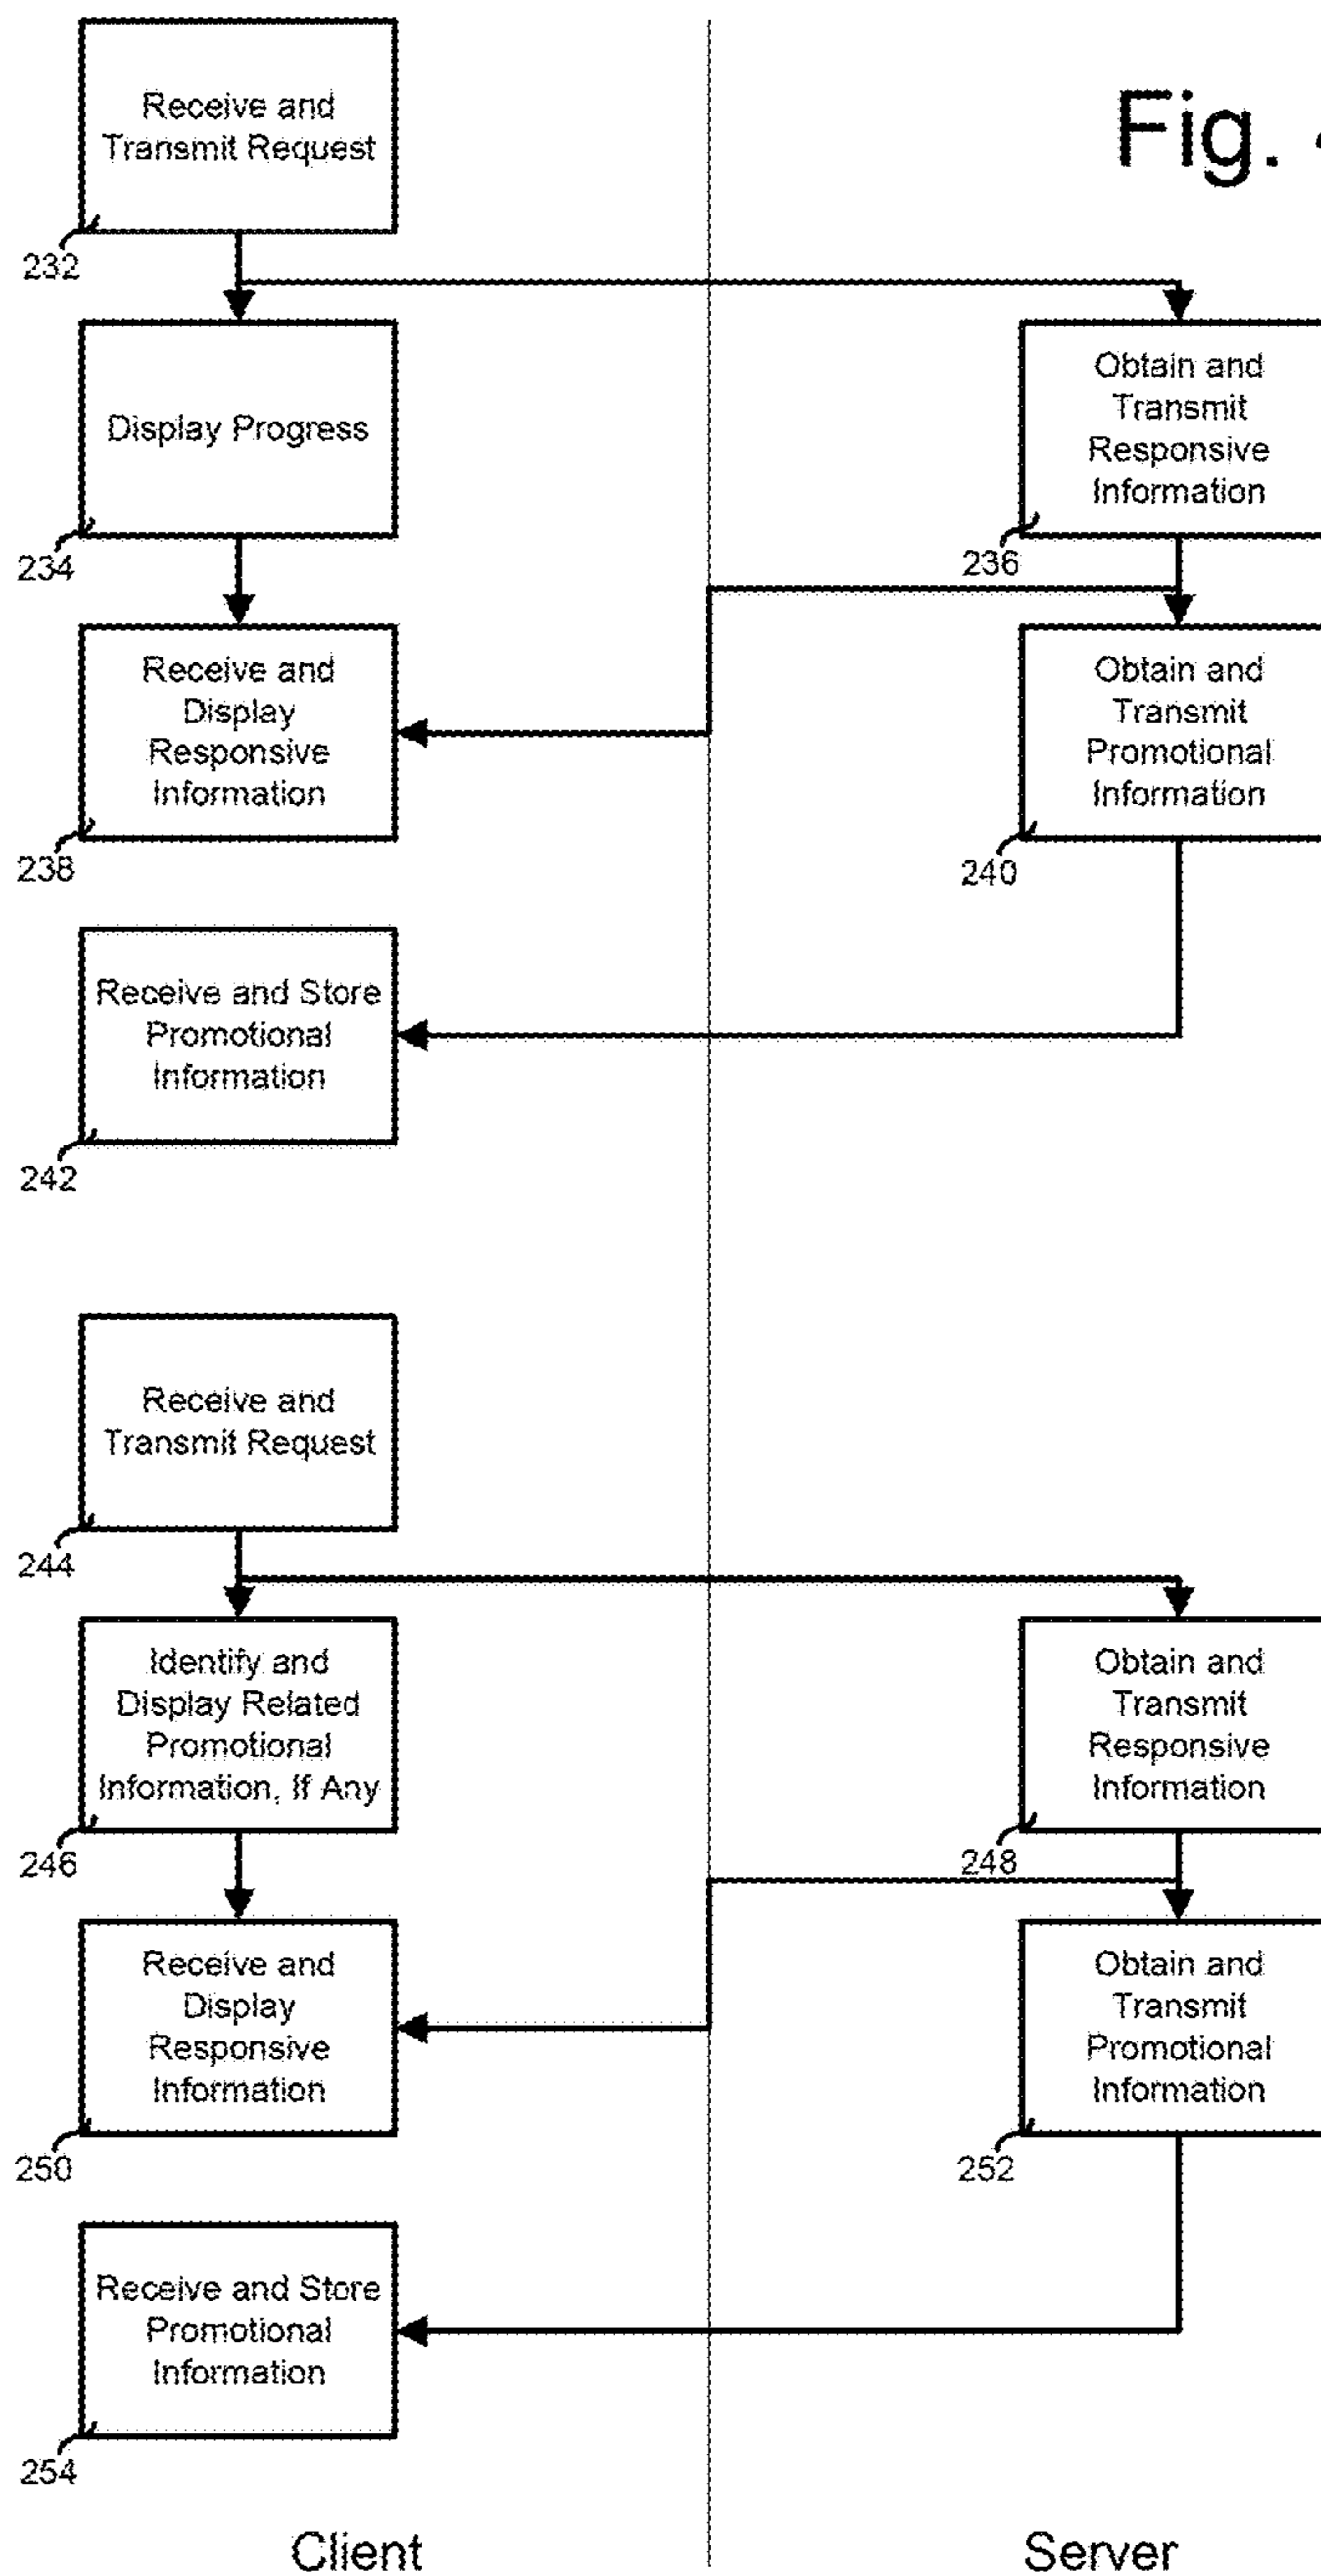 Fig. 4
Receive and
Transmit Request
232
Display Progress
234
Obtain and
Transmit
Responsive
Information
236
Receive and
Display
Responsive
Information
238
Obtain and
Transmit
Promotional
Information
240
Receive and Store
Promotional
Information
242
Receive and
Transmit Request
244
Identify and
Display Related
Promotional
Information, If Any
246
Obtain and
Transmit
Responsive
Information
248
Receive and
Display
Responsive
Information
250
Obtain and
Transmit
Promotional
Information
252
Receive and Store
Promotional
Information
254
Client
Server